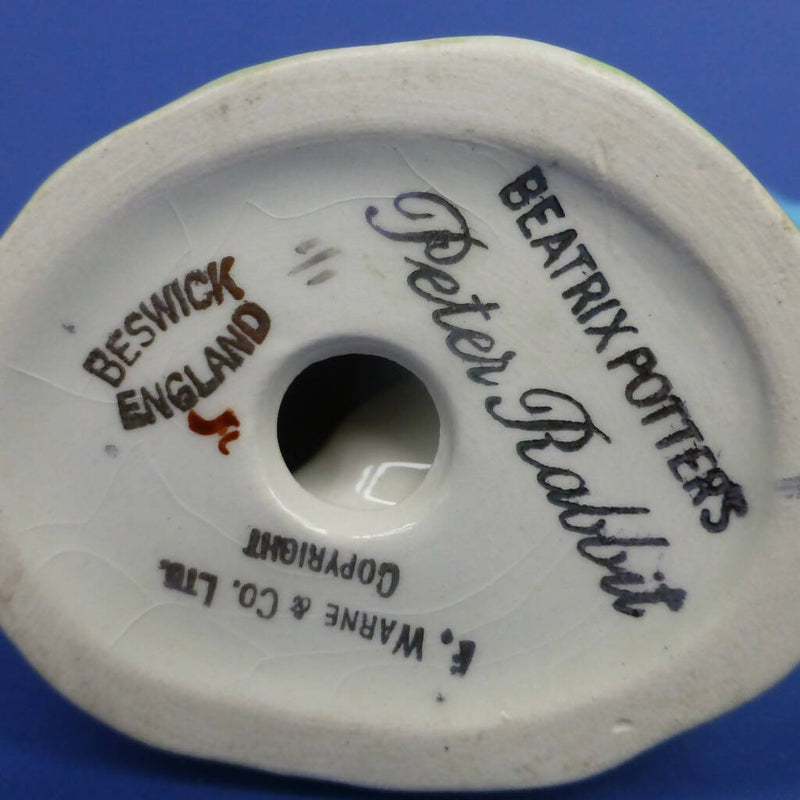 BEATRIX POTTER'S
Peter Rabbit
F. WARNE & CO. LTD.
COPYRIGHT
BESWICK
ENGLAND